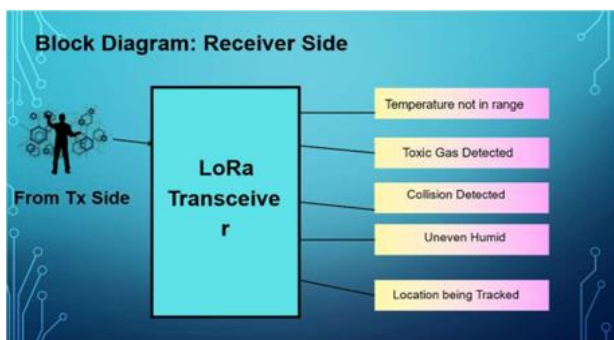 Block Diagram: Receiver Side
From Tx Side
LoRa
Transceive
r
Temperature not in range
Toxic Gas Detected
Collision Detected
Uneven Humid
Location being Tracked